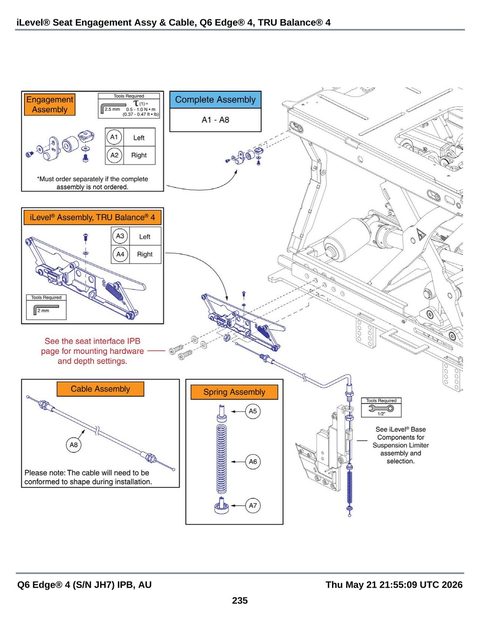 iLevel® Seat Engagement Assy & Cable, Q6 Edge® 4, TRU Balance® 4
Engagement
Assembly
Tools Required
2.5 mm
τ (1) =
0.5 - 1.0 N • m
(0.37 - 0.47 ft • lb)
A1 Left
A2 Right
*Must order separately if the complete
assembly is not ordered.
Complete Assembly
A1 - A8
iLevel® Assembly, TRU Balance® 4
A3 Left
A4 Right
Tools Required
2 mm
See the seat interface IPB
page for mounting hardware
and depth settings.
Cable Assembly
A8
Please note: The cable will need to be
conformed to shape during installation.
Spring Assembly
A5
A6
A7
Tools Required
1/2"
See iLevel® Base
Components for
Suspension Limiter
assembly and
selection.
Q6 Edge® 4 (S/N JH7) IPB, AU
Thu May 21 21:55:09 UTC 2026
235